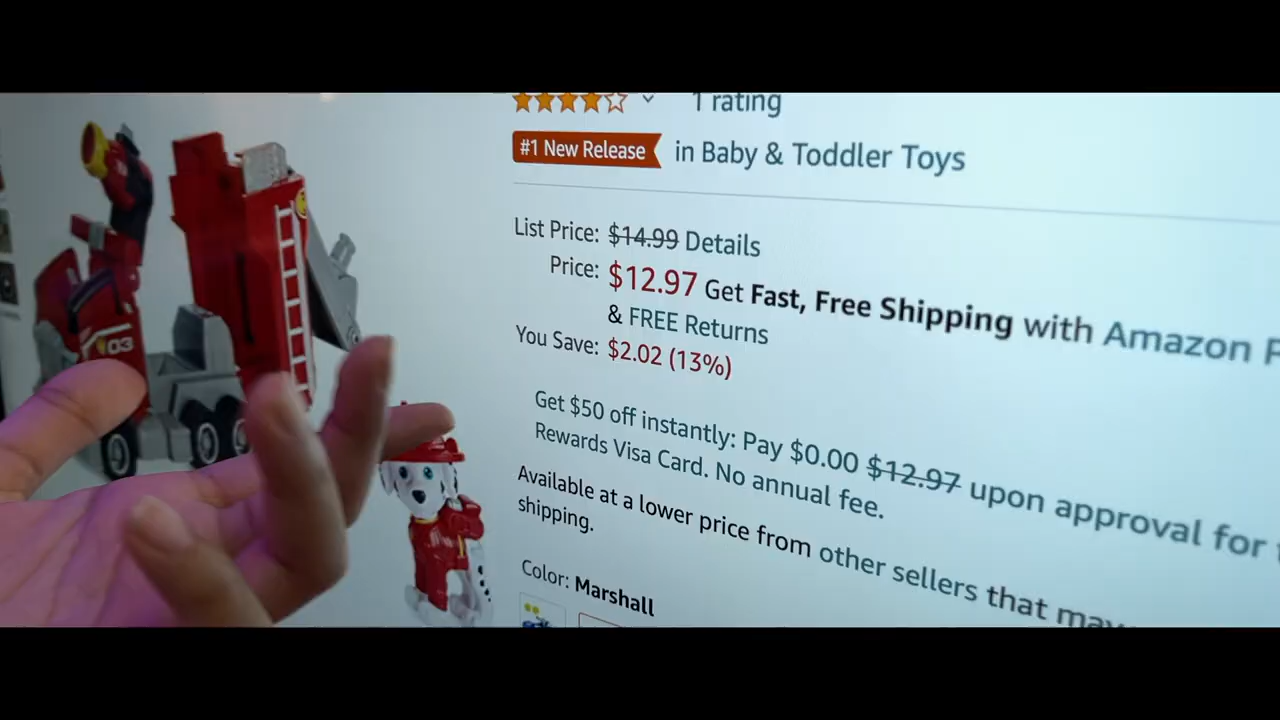 1 rating
#1 New Release in Baby & Toddler Toys
List Price: $14.99 Details
Price: $12.97 Get Fast, Free Shipping with Amazon
& FREE Returns
You Save: $2.02 (13%)
Get $50 off instantly: Pay $0.00 $12.97 upon approval for
Rewards Visa Card. No annual fee.
Available at a lower price from other sellers that may
shipping.
Color: Marshall
03